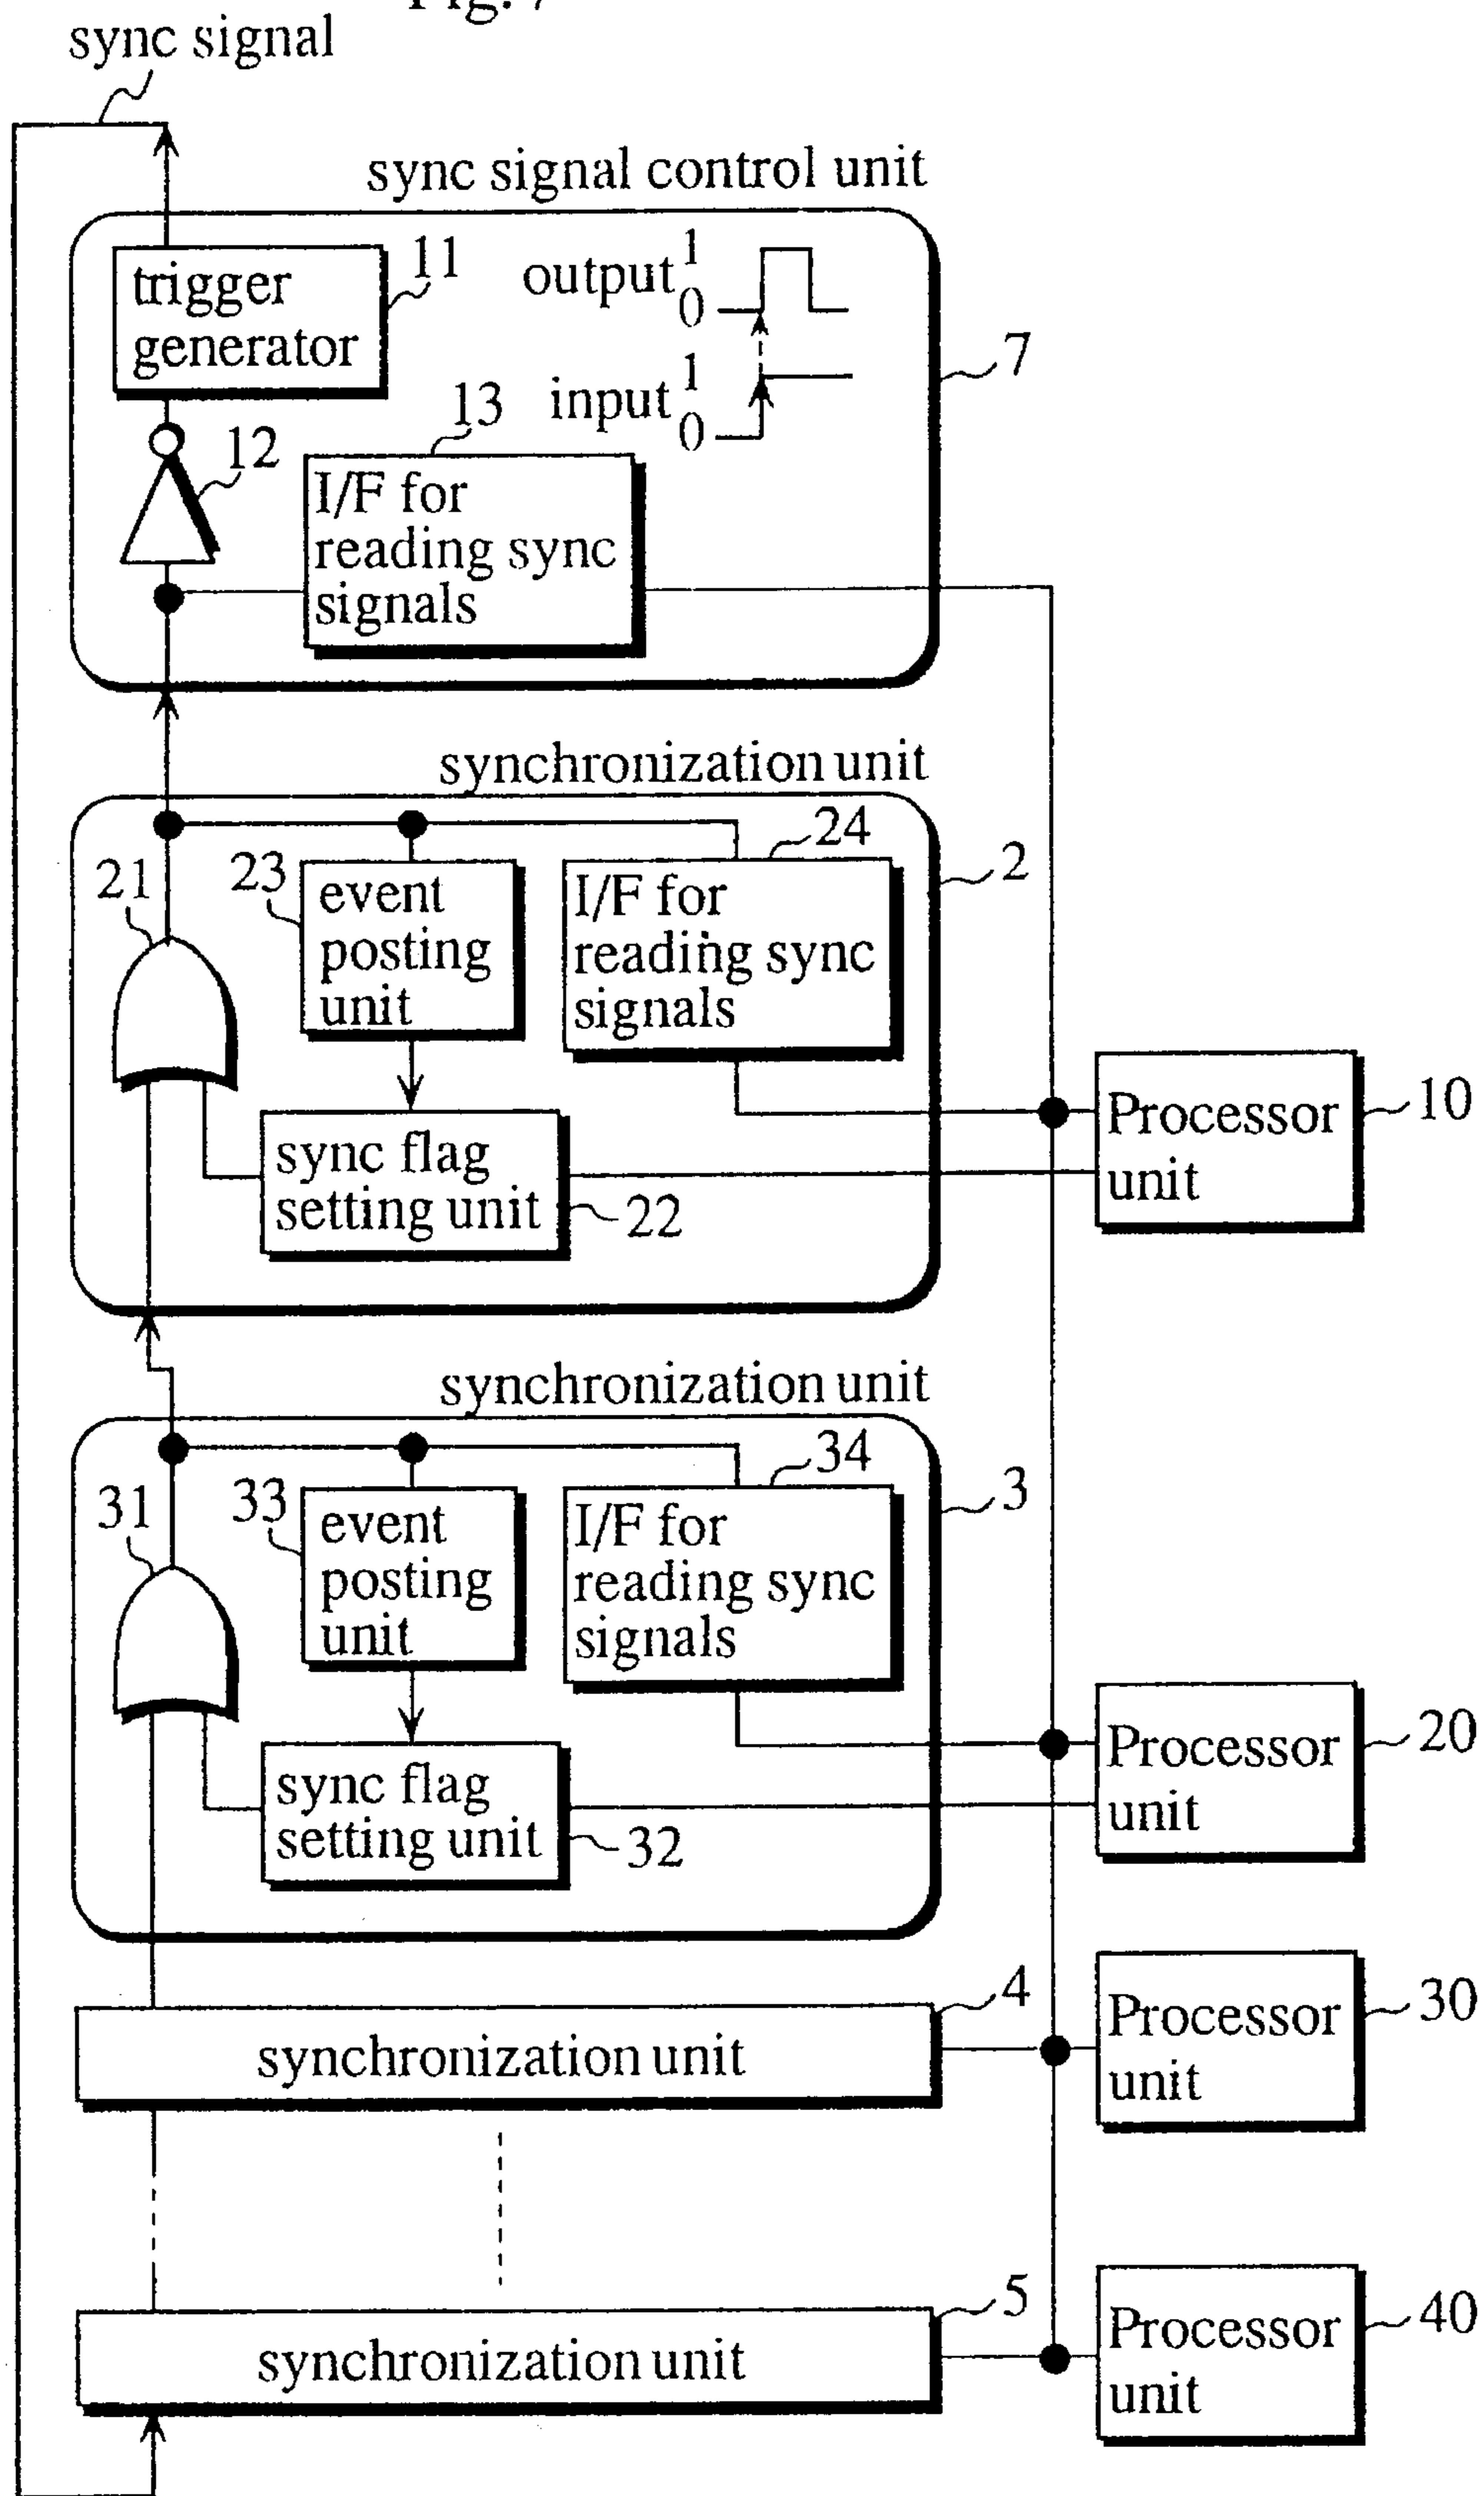 Fig. 7
sync signal
sync signal control unit
trigger
generator
11
output
1
0
input
1
0
7
12
13
I/F for
reading sync
signals
synchronization unit
21
23
event
posting
unit
24
I/F for
reading sync
signals
2
sync flag
setting unit
22
Processor
unit
10
synchronization unit
31
33
event
posting
unit
34
I/F for
reading sync
signals
3
sync flag
setting unit
32
Processor
unit
20
synchronization unit
4
Processor
unit
30
synchronization unit
5
Processor
unit
40